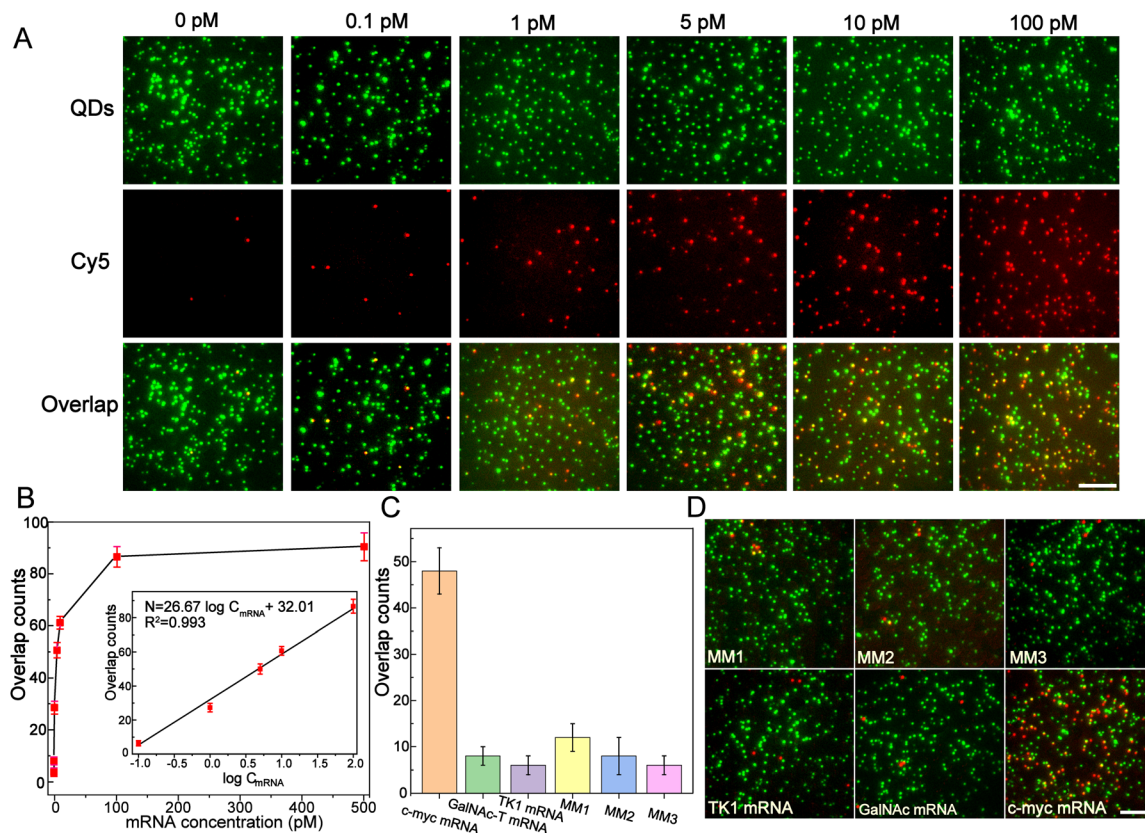 0 pM 0.1 pM 1 pM 5 pM 10 pM 100 pM
A
QDs
Cy5
Overlap
B
100
80
60
40
20
0
Overlap counts
0 100 200 300 400 500
mRNA concentration (pM)
N=26.67 log CmRNA+ 32.01
R²=0.993
80
60
40
20
0
Overlap counts
-1.0 -0.5 0.0 0.5 1.0 1.5 2.0
log CmRNA
C
50
40
30
20
10
0
Overlap counts
c-myc mRNA
GalNAc-T mRNA
TK1 mRNA
MM1
MM2
MM3
D
MM1 MM2 MM3
TK1 mRNA GalNAc mRNA c-myc mRNA